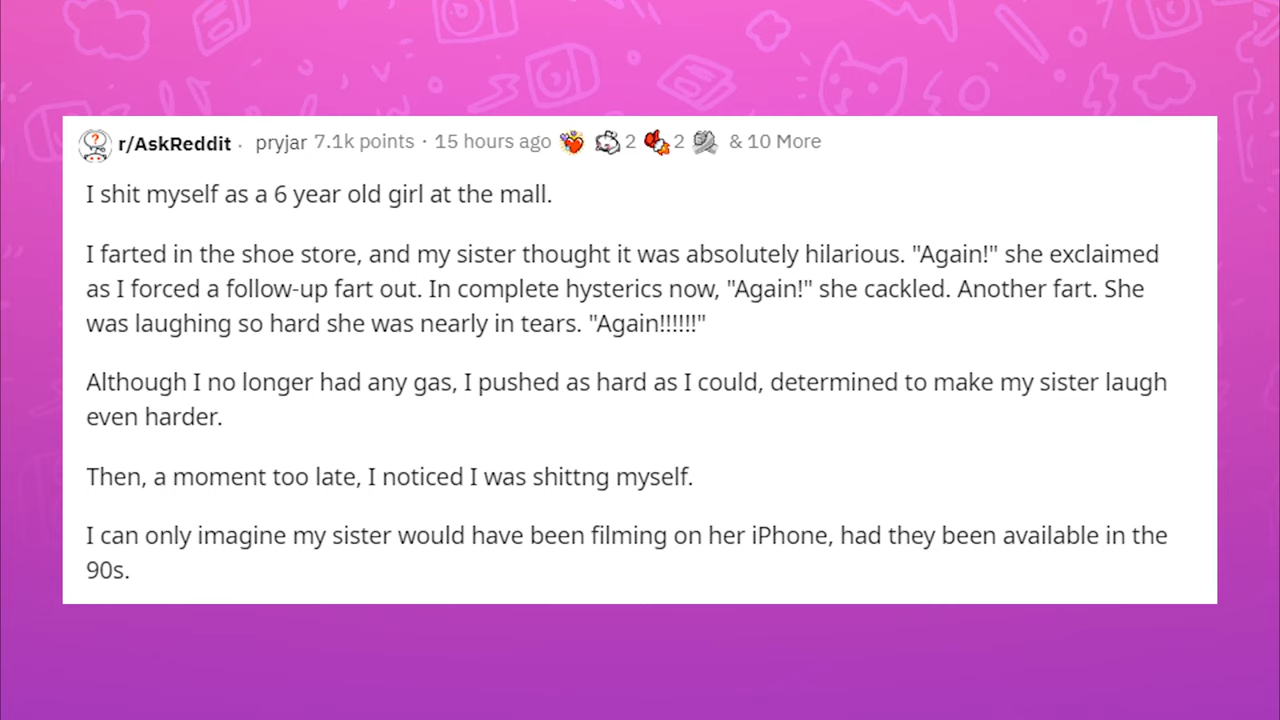 r/AskReddit · pryjar 7.1k points · 15 hours ago 2 2 & 10 More
I shit myself as a 6 year old girl at the mall.
I farted in the shoe store, and my sister thought it was absolutely hilarious. "Again!" she exclaimed
as I forced a follow-up fart out. In complete hysterics now, "Again!" she cackled. Another fart. She
was laughing so hard she was nearly in tears. "Again!!!!!!"
Although I no longer had any gas, I pushed as hard as I could, determined to make my sister laugh
even harder.
Then, a moment too late, I noticed I was shittng myself.
I can only imagine my sister would have been filming on her iPhone, had they been available in the
90s.